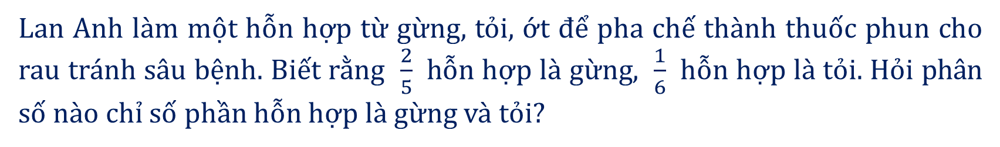 Lan Anh làm một hỗn hợp từ gừng, tỏi, ớt để pha chế thành thuốc phun cho
rau tránh sâu bệnh. Biết rằng 2/5 hỗn hợp là gừng, 1/6 hỗn hợp là tỏi. Hỏi phân
số nào chỉ số phần hỗn hợp là gừng và tỏi?